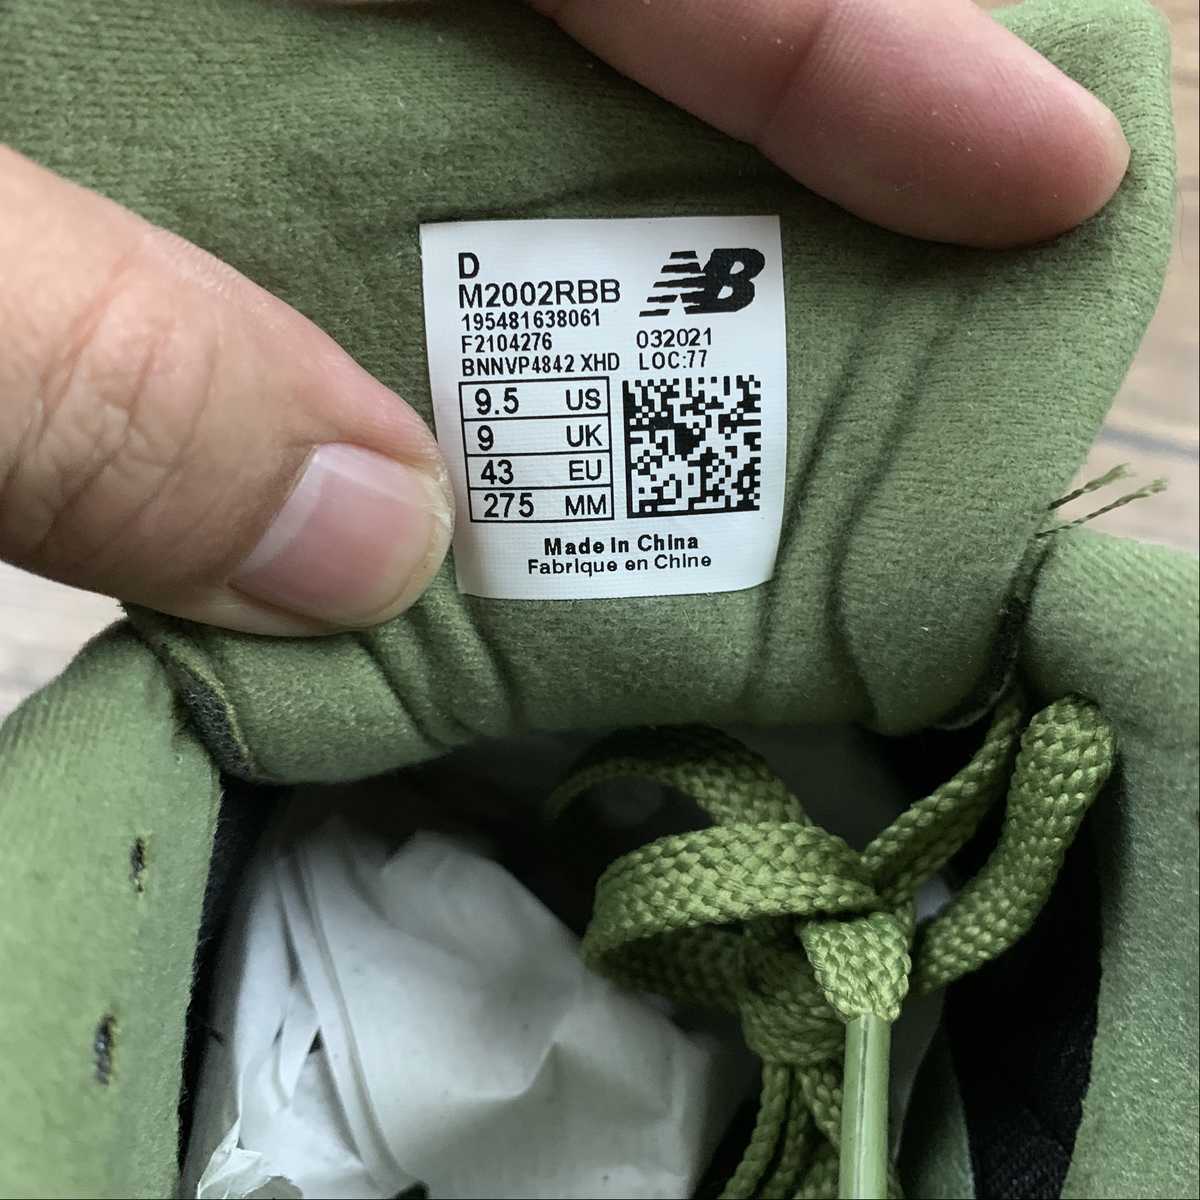 D
NB
M2002RBB
195481638061
F2104276 032021
BNNVP4842 XHD LOC:77
9.5 US
9 UK
43 EU
275 MM
Made in China
Fabrique en Chine